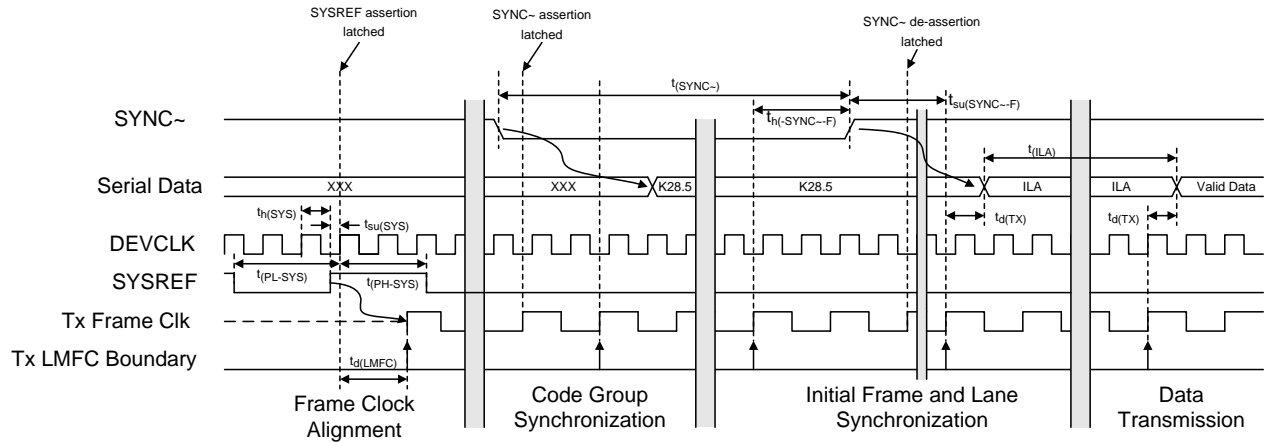 SYSREF assertion
latched
SYNC~ assertion
latched
SYNC~ de-assertion
latched
t(SYNC~)
th(-SYNC~-F)
tsu(SYNC~-F)
SYNC~
t(ILA)
Serial Data
XXX
XXX
K28.5
K28.5
ILA
ILA
Valid Data
th(SYS)
tsu(SYS)
td(TX)
td(TX)
DEVCLK
SYSREF
t(PL-SYS)
t(PH-SYS)
Tx Frame Clk
Tx LMFC Boundary
td(LMFC)
Frame Clock
Alignment
Code Group
Synchronization
Initial Frame and Lane
Synchronization
Data
Transmission